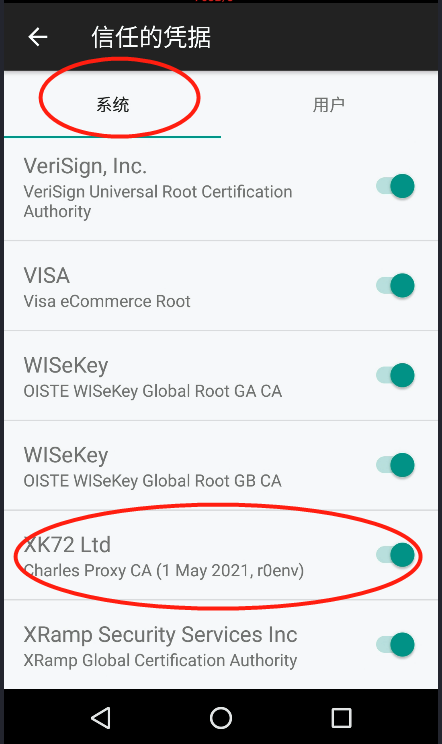 信任的凭据
系统
用户
VeriSign, Inc.
VeriSign Universal Root Certification
Authority
VISA
Visa eCommerce Root
WISeKey
OISTE WISeKey Global Root GA CA
WISeKey
OISTE WISeKey Global Root GB CA
XK72 Ltd
Charles Proxy CA (1 May 2021, r0env)
XRamp Security Services Inc
XRamp Global Certification Authority